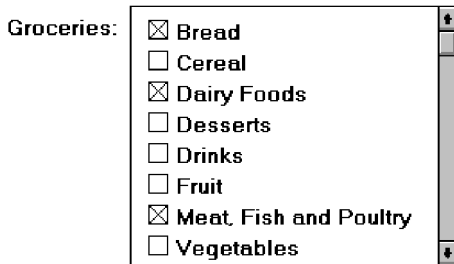 Groceries:
Bread
Cereal
Dairy Foods
Desserts
Drinks
Fruit
Meat, Fish and Poultry
Vegetables